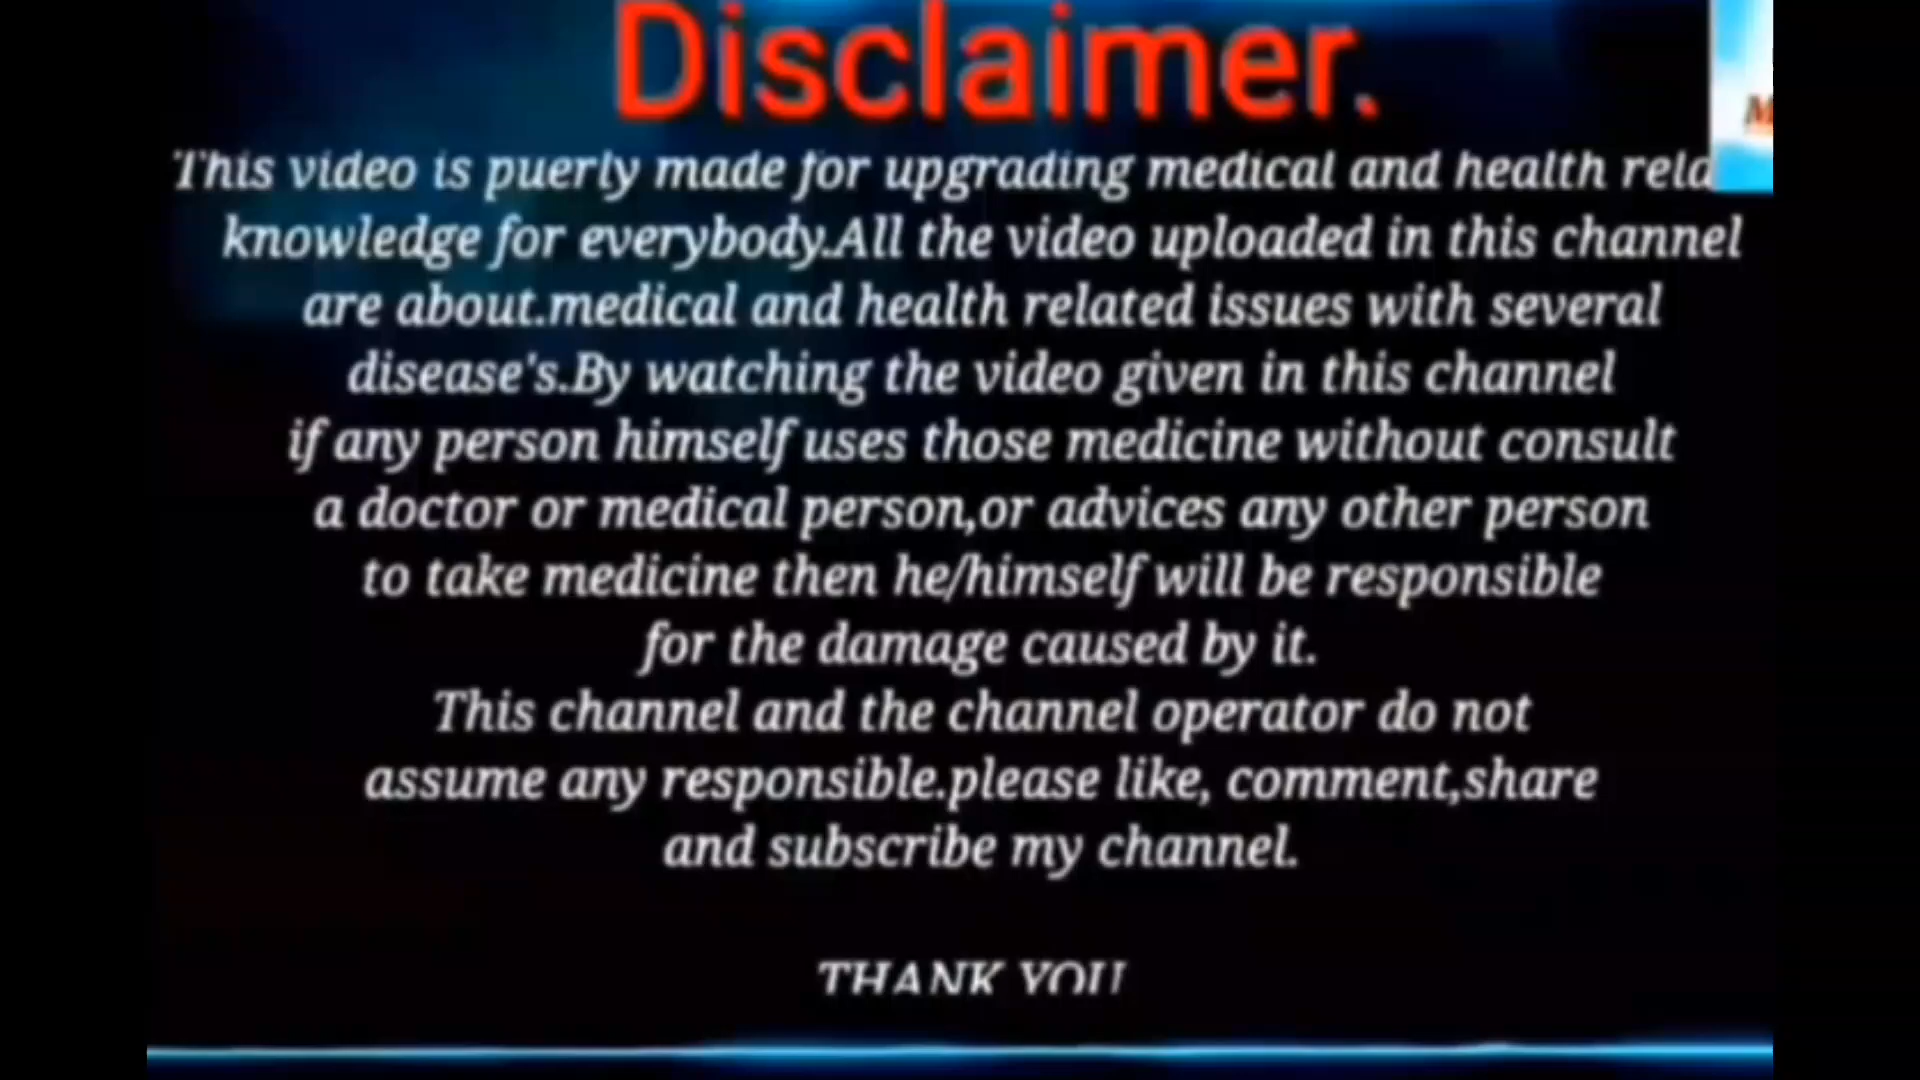 Disclaimer.
This video is puerly made for upgrading medical and health rela
knowledge for everybody.All the video uploaded in this channel
are about.medical and health related issues with several
disease's.By watching the video given in this channel
if any person himself uses those medicine without consult
a doctor or medical person,or advices any other person
to take medicine then he/himself will be responsible
for the damage caused by it.
This channel and the channel operator do not
assume any responsible.please like, comment,share
and subscribe my channel.
THANK YOU